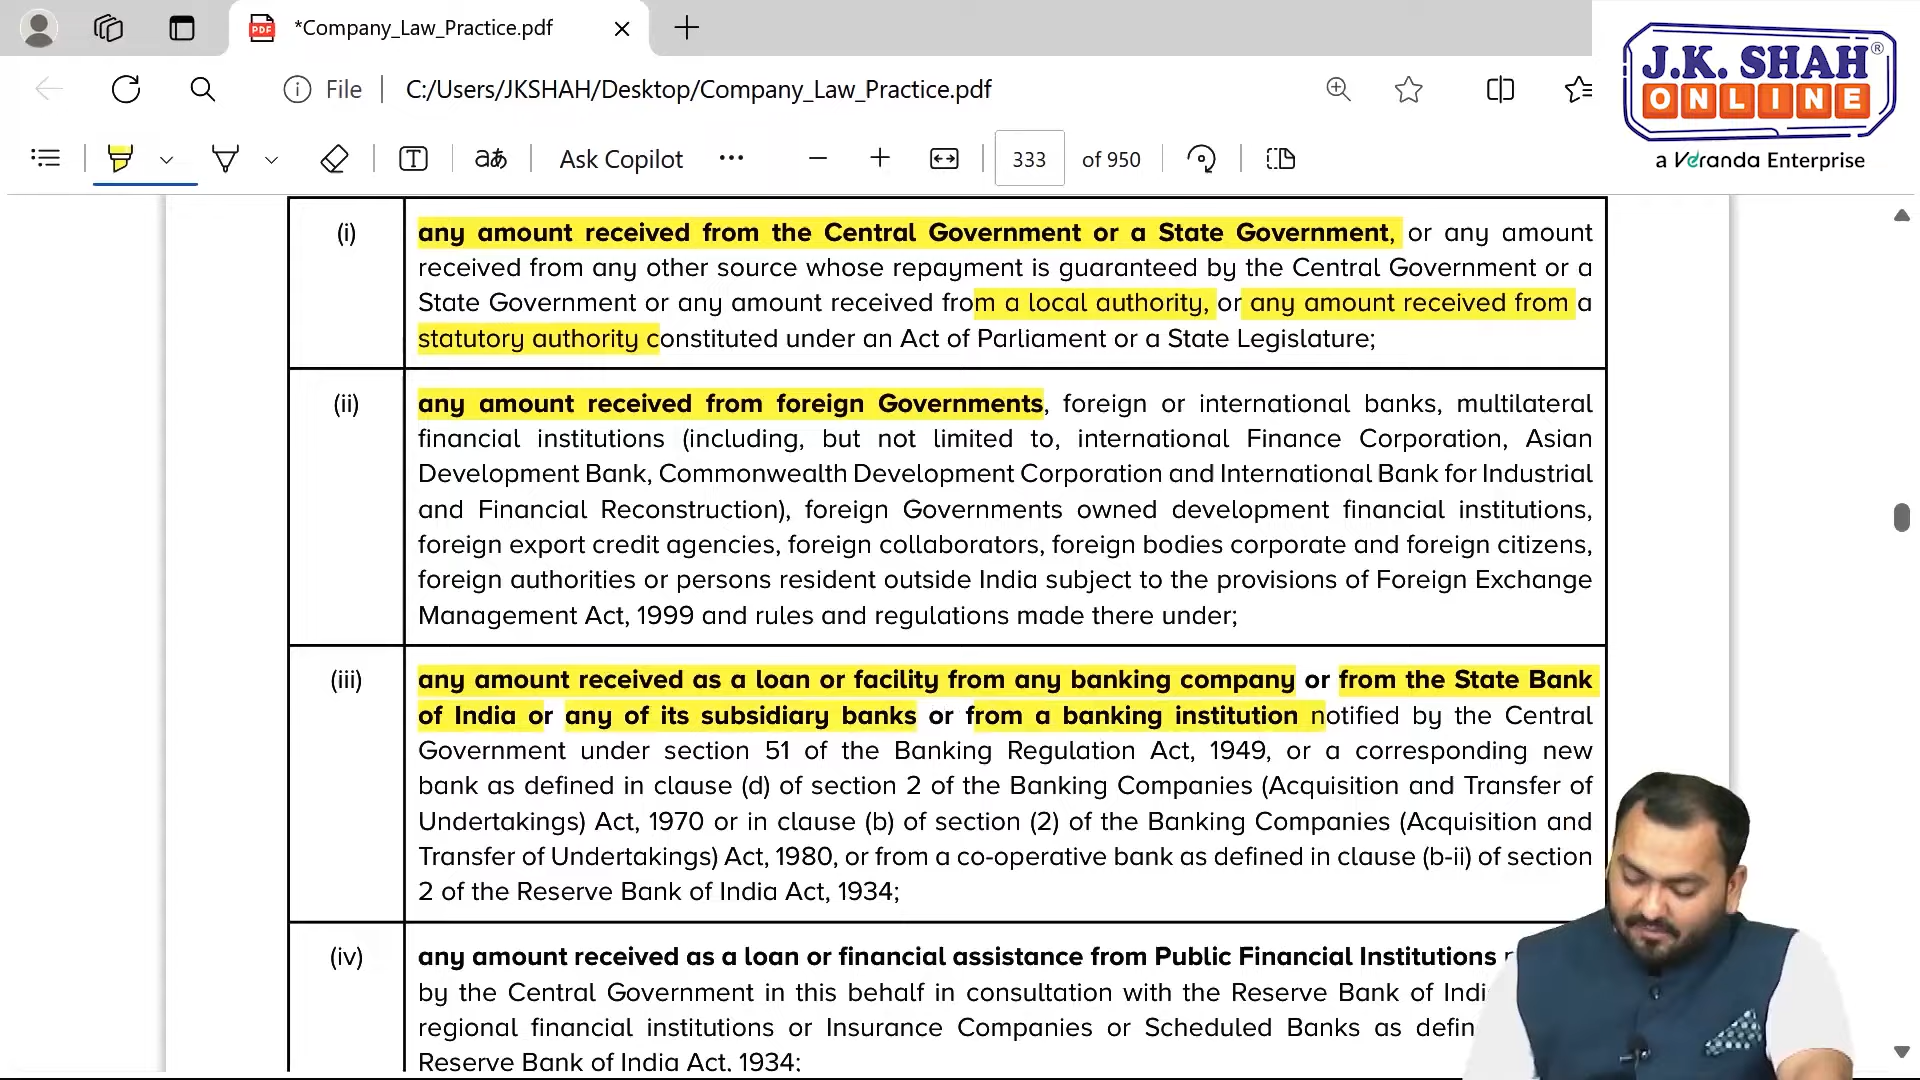 *Company_Law_Practice.pdf
File
C:/Users/JKSHAH/Desktop/Company_Law_Practice.pdf
J.K. SHAH®
ONLINE
a Veranda Enterprise
Ask Copilot
333 of 950
(i) any amount received from the Central Government or a State Government, or any amount
received from any other source whose repayment is guaranteed by the Central Government or a
State Government or any amount received from a local authority, or any amount received from a
statutory authority constituted under an Act of Parliament or a State Legislature;
(ii) any amount received from foreign Governments, foreign or international banks, multilateral
financial institutions (including, but not limited to, international Finance Corporation, Asian
Development Bank, Commonwealth Development Corporation and International Bank for Industrial
and Financial Reconstruction), foreign Governments owned development financial institutions,
foreign export credit agencies, foreign collaborators, foreign bodies corporate and foreign citizens,
foreign authorities or persons resident outside India subject to the provisions of Foreign Exchange
Management Act, 1999 and rules and regulations made there under;
(iii) any amount received as a loan or facility from any banking company or from the State Bank
of India or any of its subsidiary banks or from a banking institution notified by the Central
Government under section 51 of the Banking Regulation Act, 1949, or a corresponding new
bank as defined in clause (d) of section 2 of the Banking Companies (Acquisition and Transfer of
Undertakings) Act, 1970 or in clause (b) of section (2) of the Banking Companies (Acquisition and
Transfer of Undertakings) Act, 1980, or from a co-operative bank as defined in clause (b-ii) of section
2 of the Reserve Bank of India Act, 1934;
(iv) any amount received as a loan or financial assistance from Public Financial Institutions
by the Central Government in this behalf in consultation with the Reserve Bank of
regional financial institutions or Insurance Companies or Scheduled Banks as
Reserve Bank of India Act, 1934;